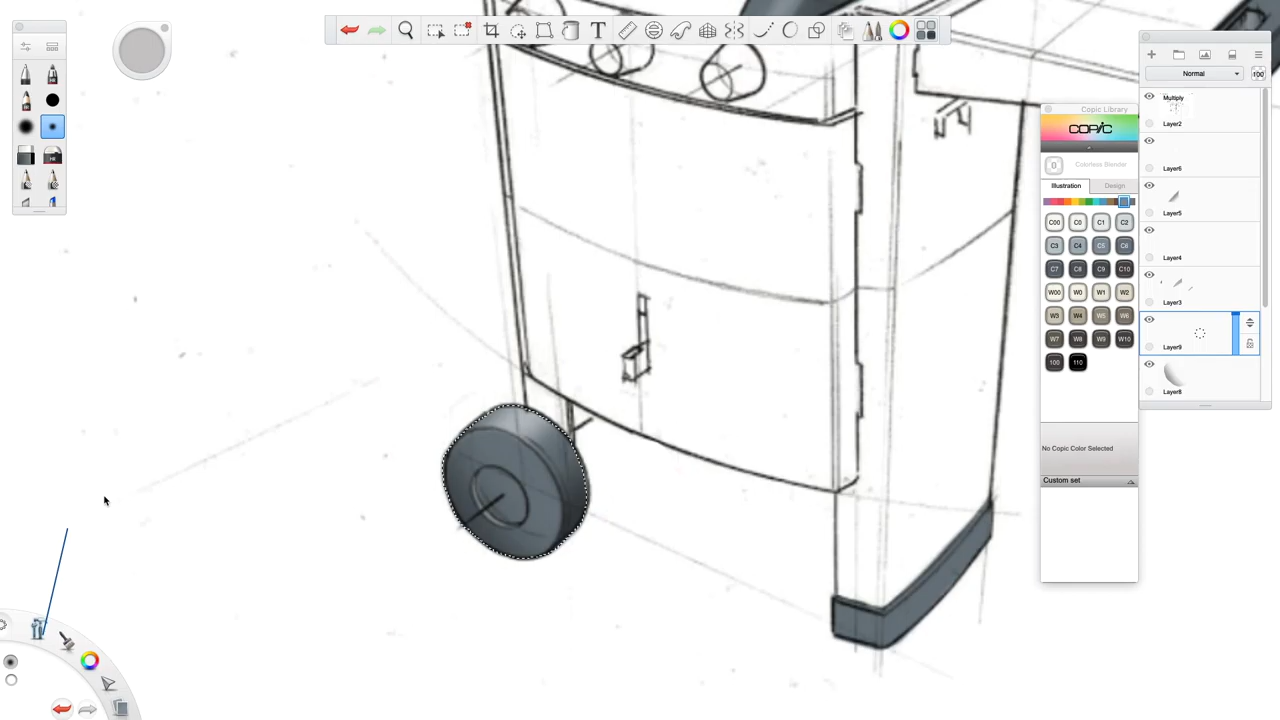 T
Normal
100
Multiply
Layer2
Layer6
Layer5
Layer4
Layer3
Layer9
Layer8
Copic Library
COPIC
0 Colorless Blender
Illustration Design
C00 C0 C1 C2
C3 C4 C5 C6
C7 C8 C9 C10
W00 W0 W1 W2
W3 W4 W5 W6
W7 W8 W9 W10
100 110
No Copic Color Selected
Custom set